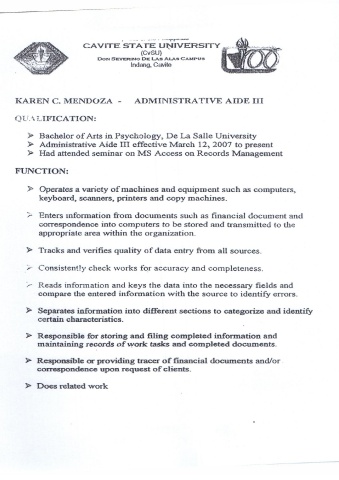 CAVITE STATE UNIVERSITY
(CvSU)
DON SEVERINO DE LAS ALAS CAMPUS
Indang, Cavite
100
KAREN C. MENDOZA - ADMINISTRATIVE AIDE III
QUALIFICATION:
➢ Bachelor of Arts in Psychology, De La Salle University
➢ Administrative Aide III effective March 12, 2007 to present
➢ Had attended seminar on MS Access on Records Management
FUNCTION:
➢ Operates a variety of machines and equipment such as computers,
keyboard, scanners, printers and copy machines.
➢ Enters information from documents such as financial document and
correspondence into computers to be stored and transmitted to the
appropriate area within the organization.
➢ Tracks and verifies quality of data entry from all sources.
➢ Consistently check works for accuracy and completeness.
➢ Reads information and keys the data into the necessary fields and
compare the entered information with the source to identify errors.
➢ Separates information into different sections to categorize and identify
certain characteristics.
➢ Responsible for storing and filing completed information and
maintaining records of work tasks and completed documents.
➢ Responsible or providing tracer of financial documents and/or
correspondence upon request of clients.
➢ Does related work